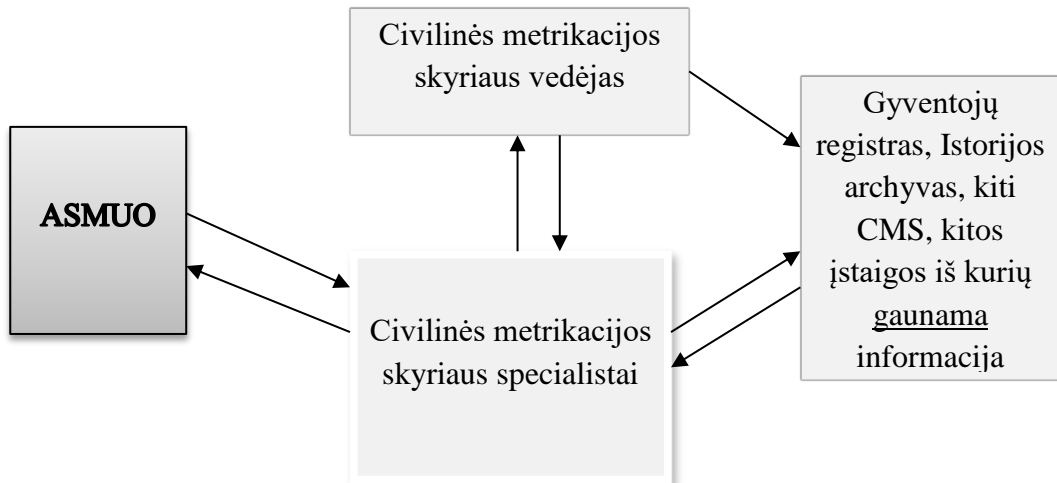 Civilinės metrikacijos
skyriaus vedėjas
ASMUO
Gyventojų
registras, Istorijos
archyvas, kiti
CMS, kitos
įstaigos iš kurių
gaunama
informacija
Civilinės metrikacijos
skyriaus specialistai